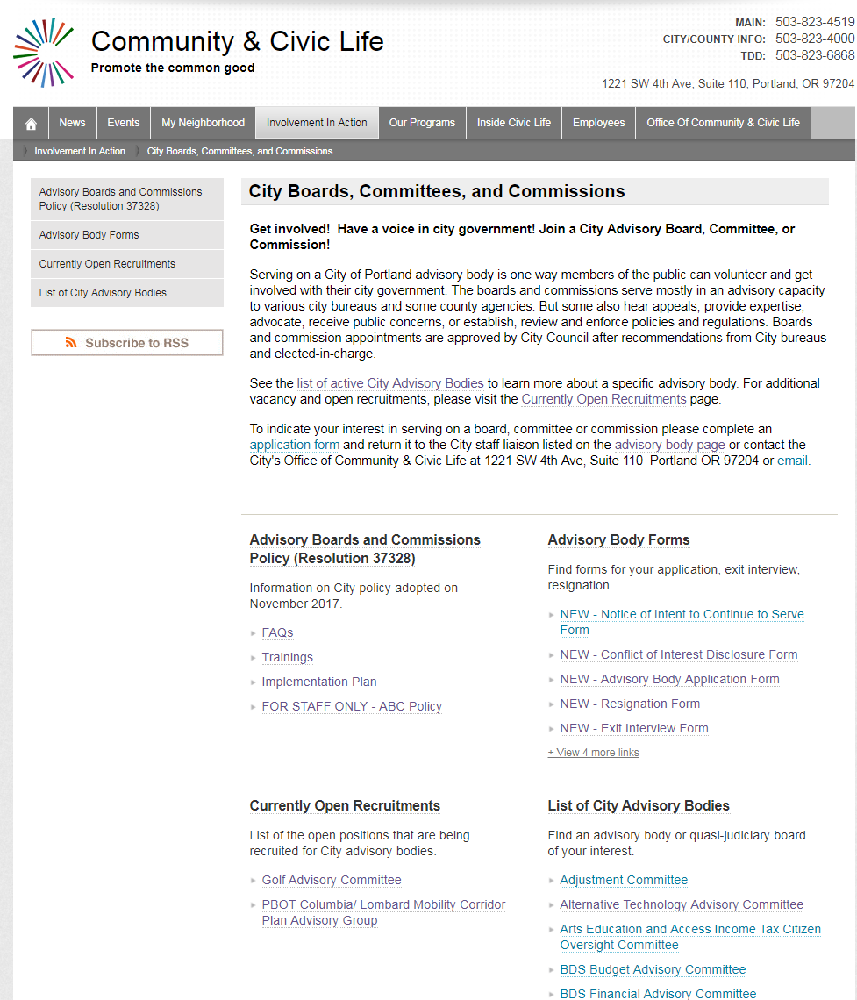 Community & Civic Life
Promote the common good
MAIN: 503-823-4519
CITY/COUNTY INFO: 503-823-4000
TDD: 503-823-6868
1221 SW 4th Ave, Suite 110, Portland, OR 97204
News Events My Neighborhood Involvement In Action Our Programs Inside Civic Life Employees Office Of Community & Civic Life
Involvement In Action City Boards, Committees, and Commissions
Advisory Boards and Commissions
Policy (Resolution 37328)
Advisory Body Forms
Currently Open Recruitments
List of City Advisory Bodies
Subscribe to RSS
City Boards, Committees, and Commissions
Get involved!  Have a voice in city government! Join a City Advisory Board, Committee, or
Commission!
Serving on a City of Portland advisory body is one way members of the public can volunteer and get
involved with their city government. The boards and commissions serve mostly in an advisory capacity
to various city bureaus and some county agencies. But some also hear appeals, provide expertise,
advocate, receive public concerns, or establish, review and enforce policies and regulations. Boards
and commission appointments are approved by City Council after recommendations from City bureaus
and elected-in-charge.
See the list of active City Advisory Bodies to learn more about a specific advisory body. For additional
vacancy and open recruitments, please visit the Currently Open Recruitments page.
To indicate your interest in serving on a board, committee or commission please complete an
application form and return it to the City staff liaison listed on the advisory body page or contact the
City's Office of Community & Civic Life at 1221 SW 4th Ave, Suite 110  Portland OR 97204 or email.
Advisory Boards and Commissions
Policy (Resolution 37328)
Information on City policy adopted on
November 2017.
FAQs
Trainings
Implementation Plan
FOR STAFF ONLY - ABC Policy
Advisory Body Forms
Find forms for your application, exit interview,
resignation.
NEW - Notice of Intent to Continue to Serve
Form
NEW - Conflict of Interest Disclosure Form
NEW - Advisory Body Application Form
NEW - Resignation Form
NEW - Exit Interview Form
+ View 4 more links
Currently Open Recruitments
List of the open positions that are being
recruited for City advisory bodies.
Golf Advisory Committee
PBOT Columbia/ Lombard Mobility Corridor
Plan Advisory Group
List of City Advisory Bodies
Find an advisory body or quasi-judiciary board
of your interest.
Adjustment Committee
Alternative Technology Advisory Committee
Arts Education and Access Income Tax Citizen
Oversight Committee
BDS Budget Advisory Committee
BDS Financial Advisory Committee